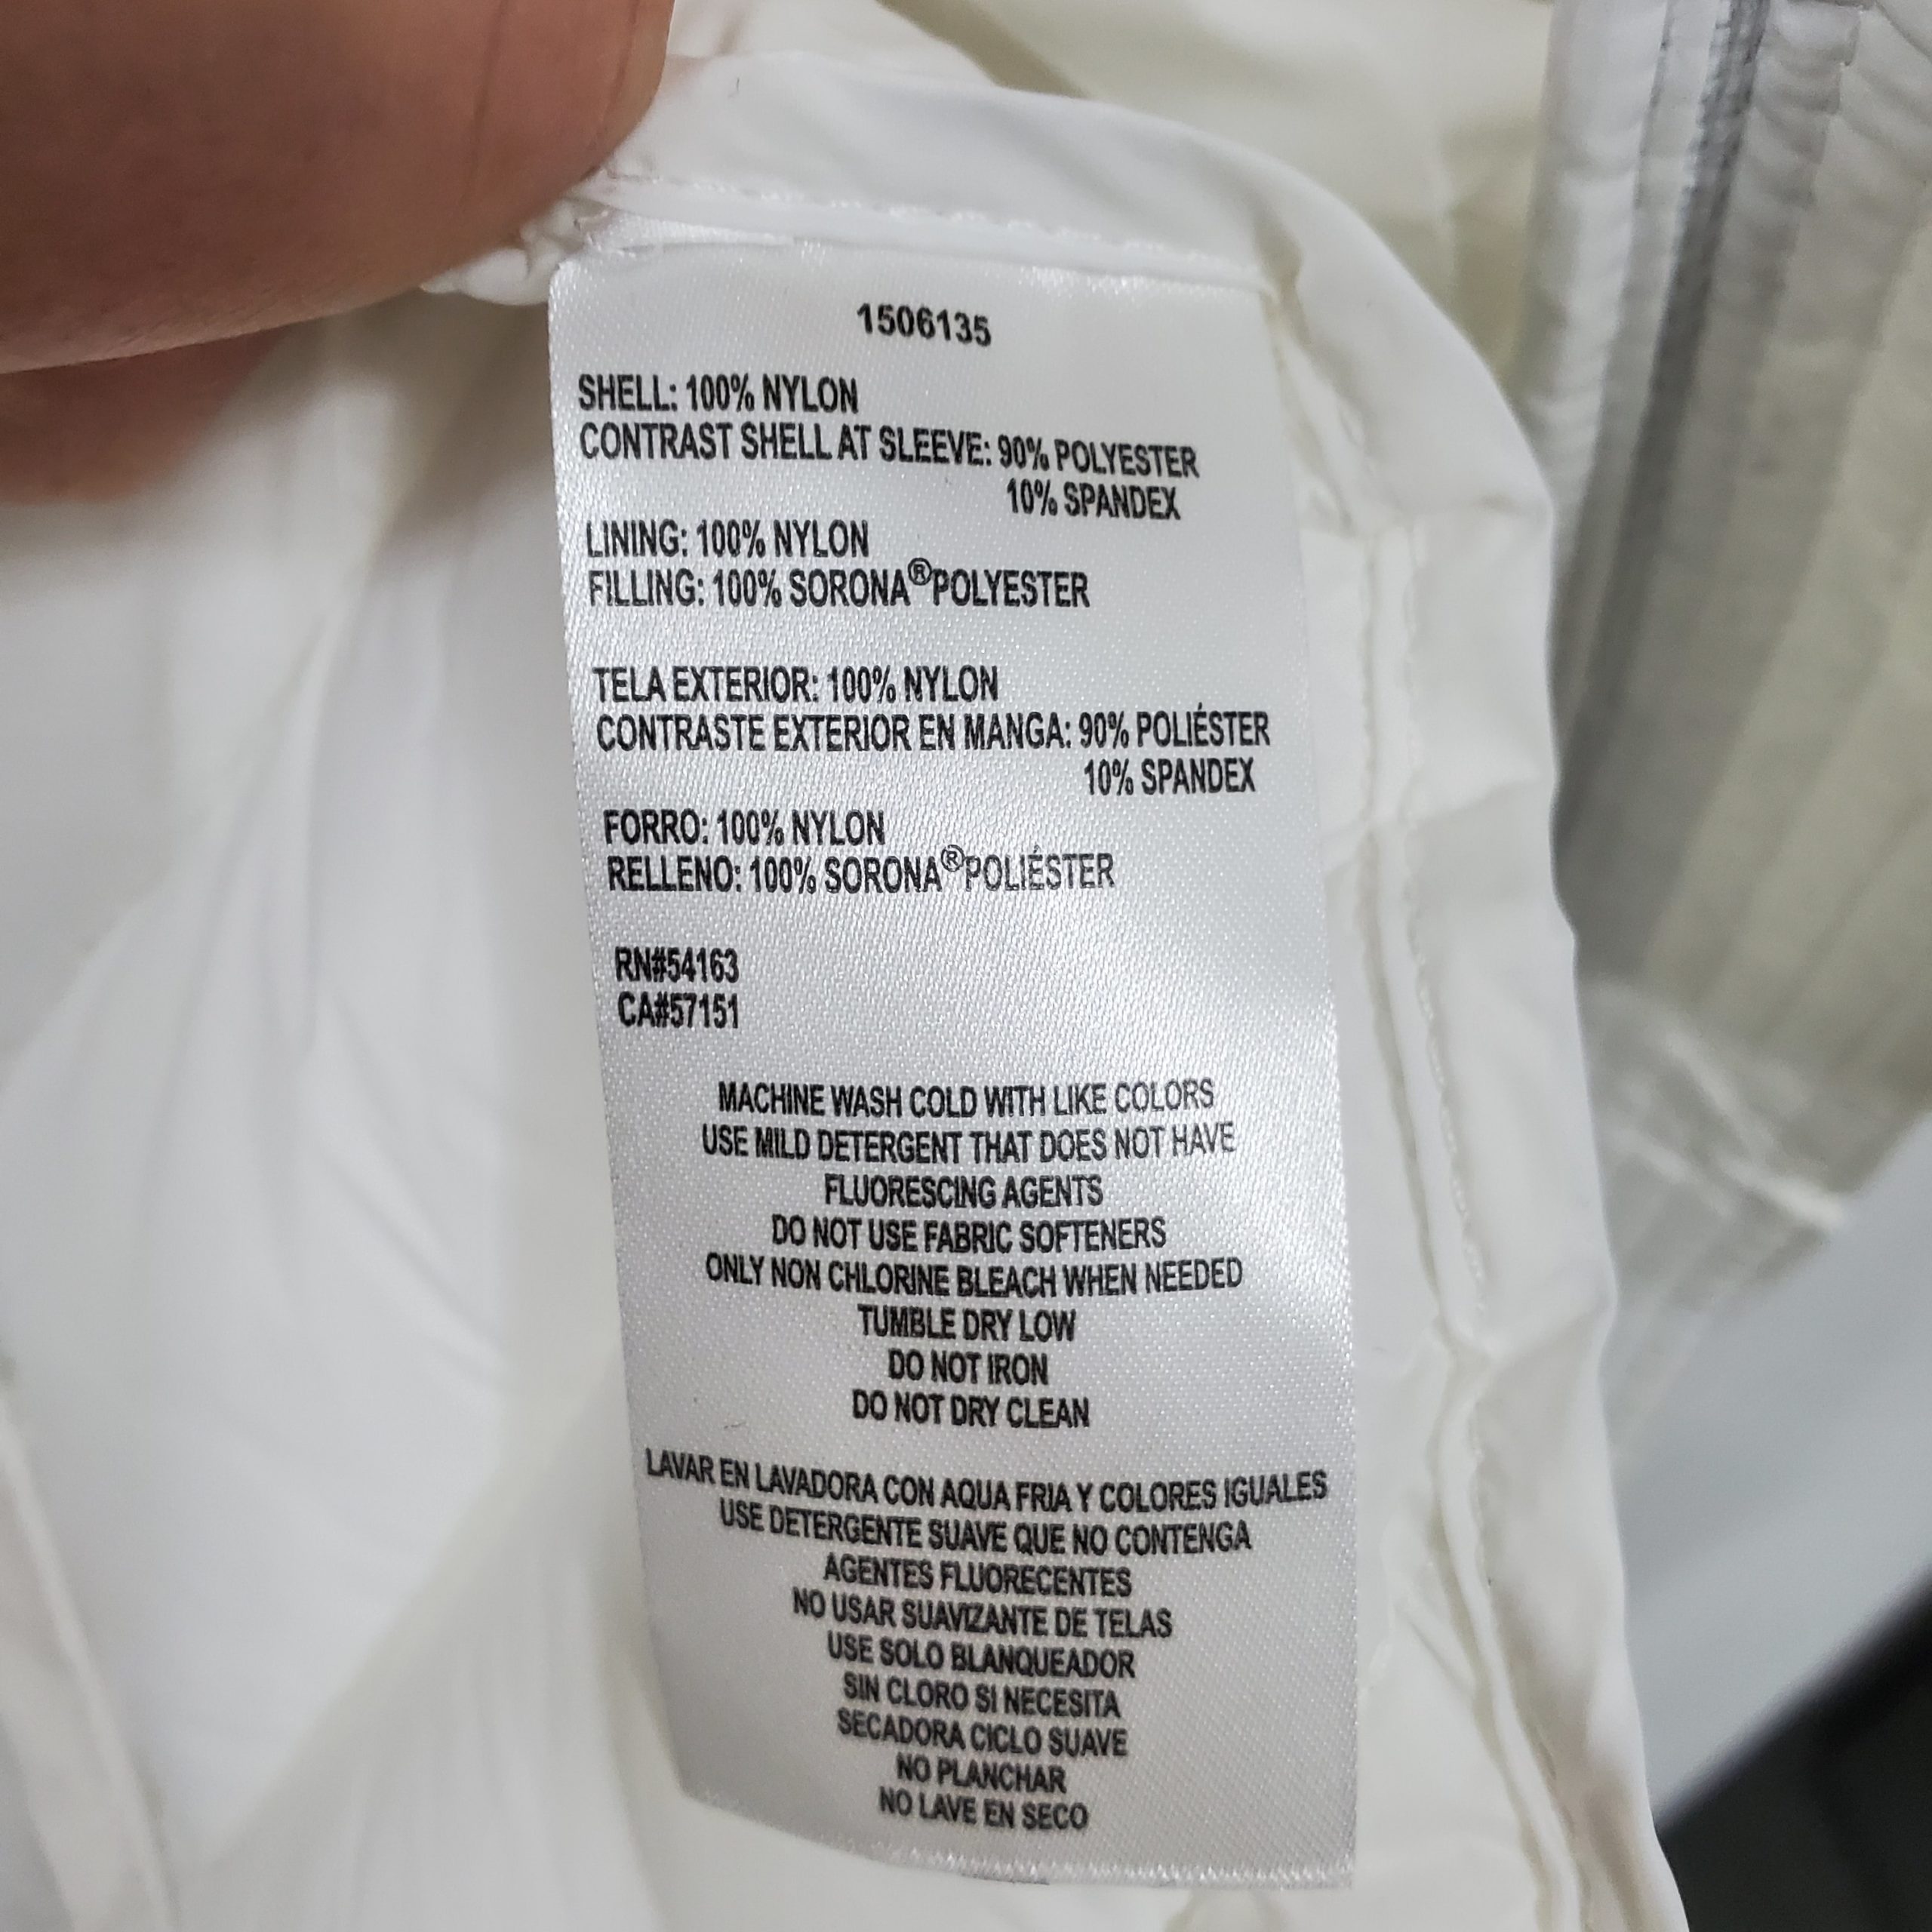 1506135
SHELL: 100% NYLON
CONTRAST SHELL AT SLEEVE: 90% POLYESTER
10% SPANDEX
LINING: 100% NYLON
FILLING: 100% SORONA® POLYESTER
TELA EXTERIOR: 100% NYLON
CONTRASTE EXTERIOR EN MANGA: 90% POLIÉSTER
10% SPANDEX
FORRO: 100% NYLON
RELLENO: 100% SORONA® POLIÉSTER
RN#54163
CA#57151
MACHINE WASH COLD WITH LIKE COLORS
USE MILD DETERGENT THAT DOES NOT HAVE
FLUORESCING AGENTS
DO NOT USE FABRIC SOFTENERS
ONLY NON CHLORINE BLEACH WHEN NEEDED
TUMBLE DRY LOW
DO NOT IRON
DO NOT DRY CLEAN
LAVAR EN LAVADORA CON AQUA FRIA Y COLORES IGUALES
USE DETERGENTE SUAVE QUE NO CONTENGA
AGENTES FLUORECENTES
NO USAR SUAVIZANTE DE TELAS
USE SOLO BLANQUEADOR
SIN CLORO SI NECESITA
SECADORA CICLO SUAVE
NO PLANCHAR
NO LAVE EN SECO